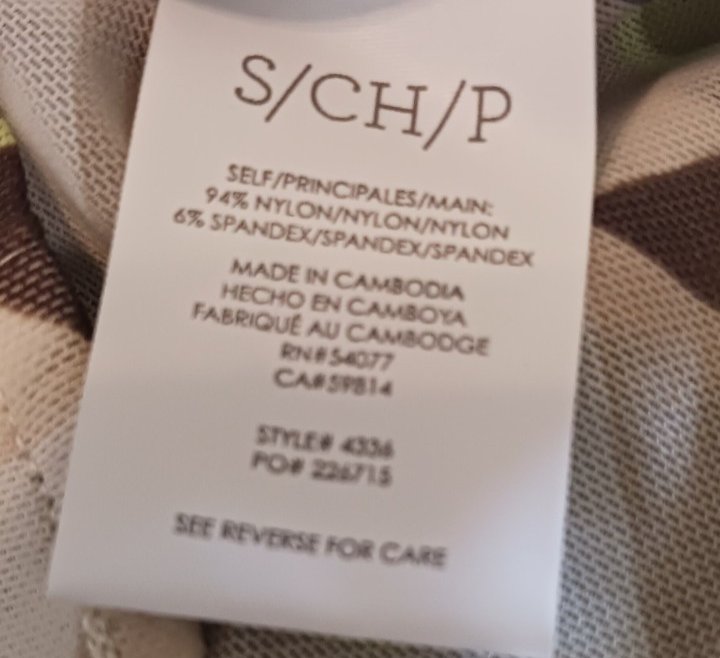 S/CH/P
SELF/PRINCIPALES/MAIN:
94% NYLON/NYLON/NYLON
6% SPANDEX/SPANDEX/SPANDEX
MADE IN CAMBODIA
HECHO EN CAMBOYA
FABRIQUÉ AU CAMBODGE
RN#54077
CA#59814
STYLE# 4336
PO# 226715
SEE REVERSE FOR CARE